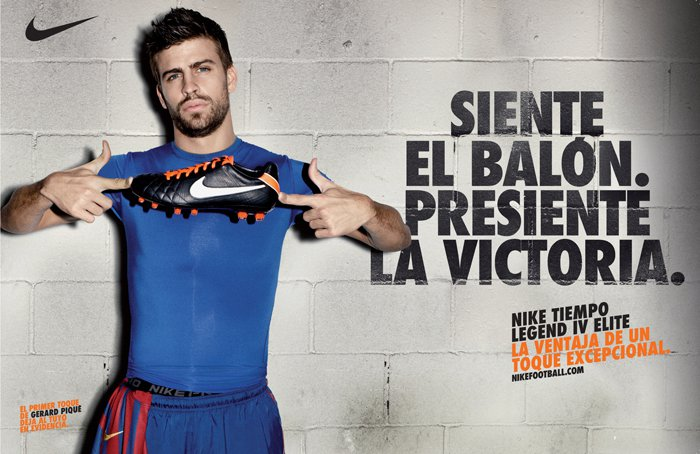 SIENTE
EL BALÓN.
PRESIENTE
LA VICTORIA.
NIKE TIEMPO
LEGEND IV ELITE
LA VENTAJA DE UN
TOQUE EXCEPCIONAL.
NIKEFOOTBALL.COM
EL PRIMER TOQUE
DE GERARD PIQUÉ
DEJA AL TUYO
EN EVIDENCIA.
NIKE PRO